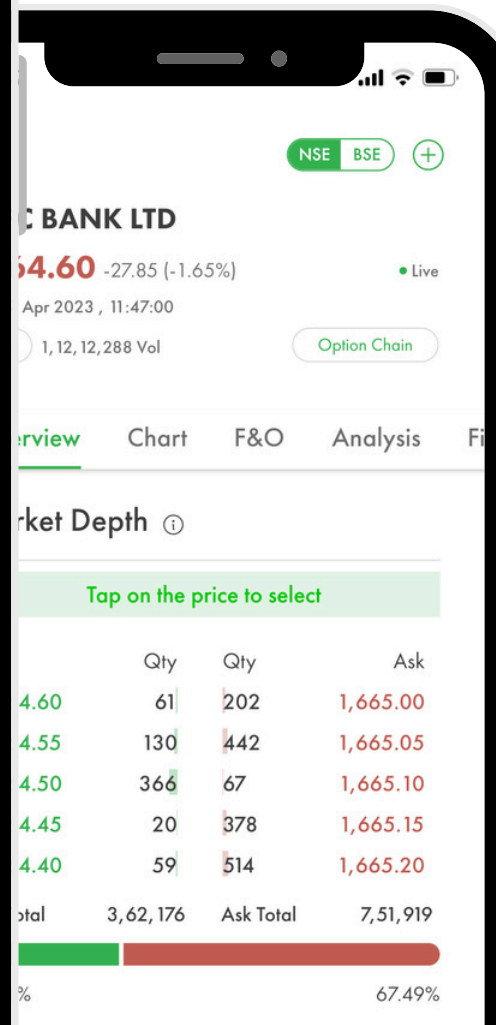 NSE BSE
C BANK LTD
64.60 -27.85 (-1.65%)
Live
Apr 2023 , 11:47:00
1,12,12,288 Vol
Option Chain
erview Chart F&O Analysis Fi
rket Depth
Tap on the price to select
Qty Qty Ask
4.60 61 202 1,665.00
4.55 130 442 1,665.05
4.50 366 67 1,665.10
4.45 20 378 1,665.15
4.40 59 514 1,665.20
otal 3,62,176 Ask Total 7,51,919
% 67.49%